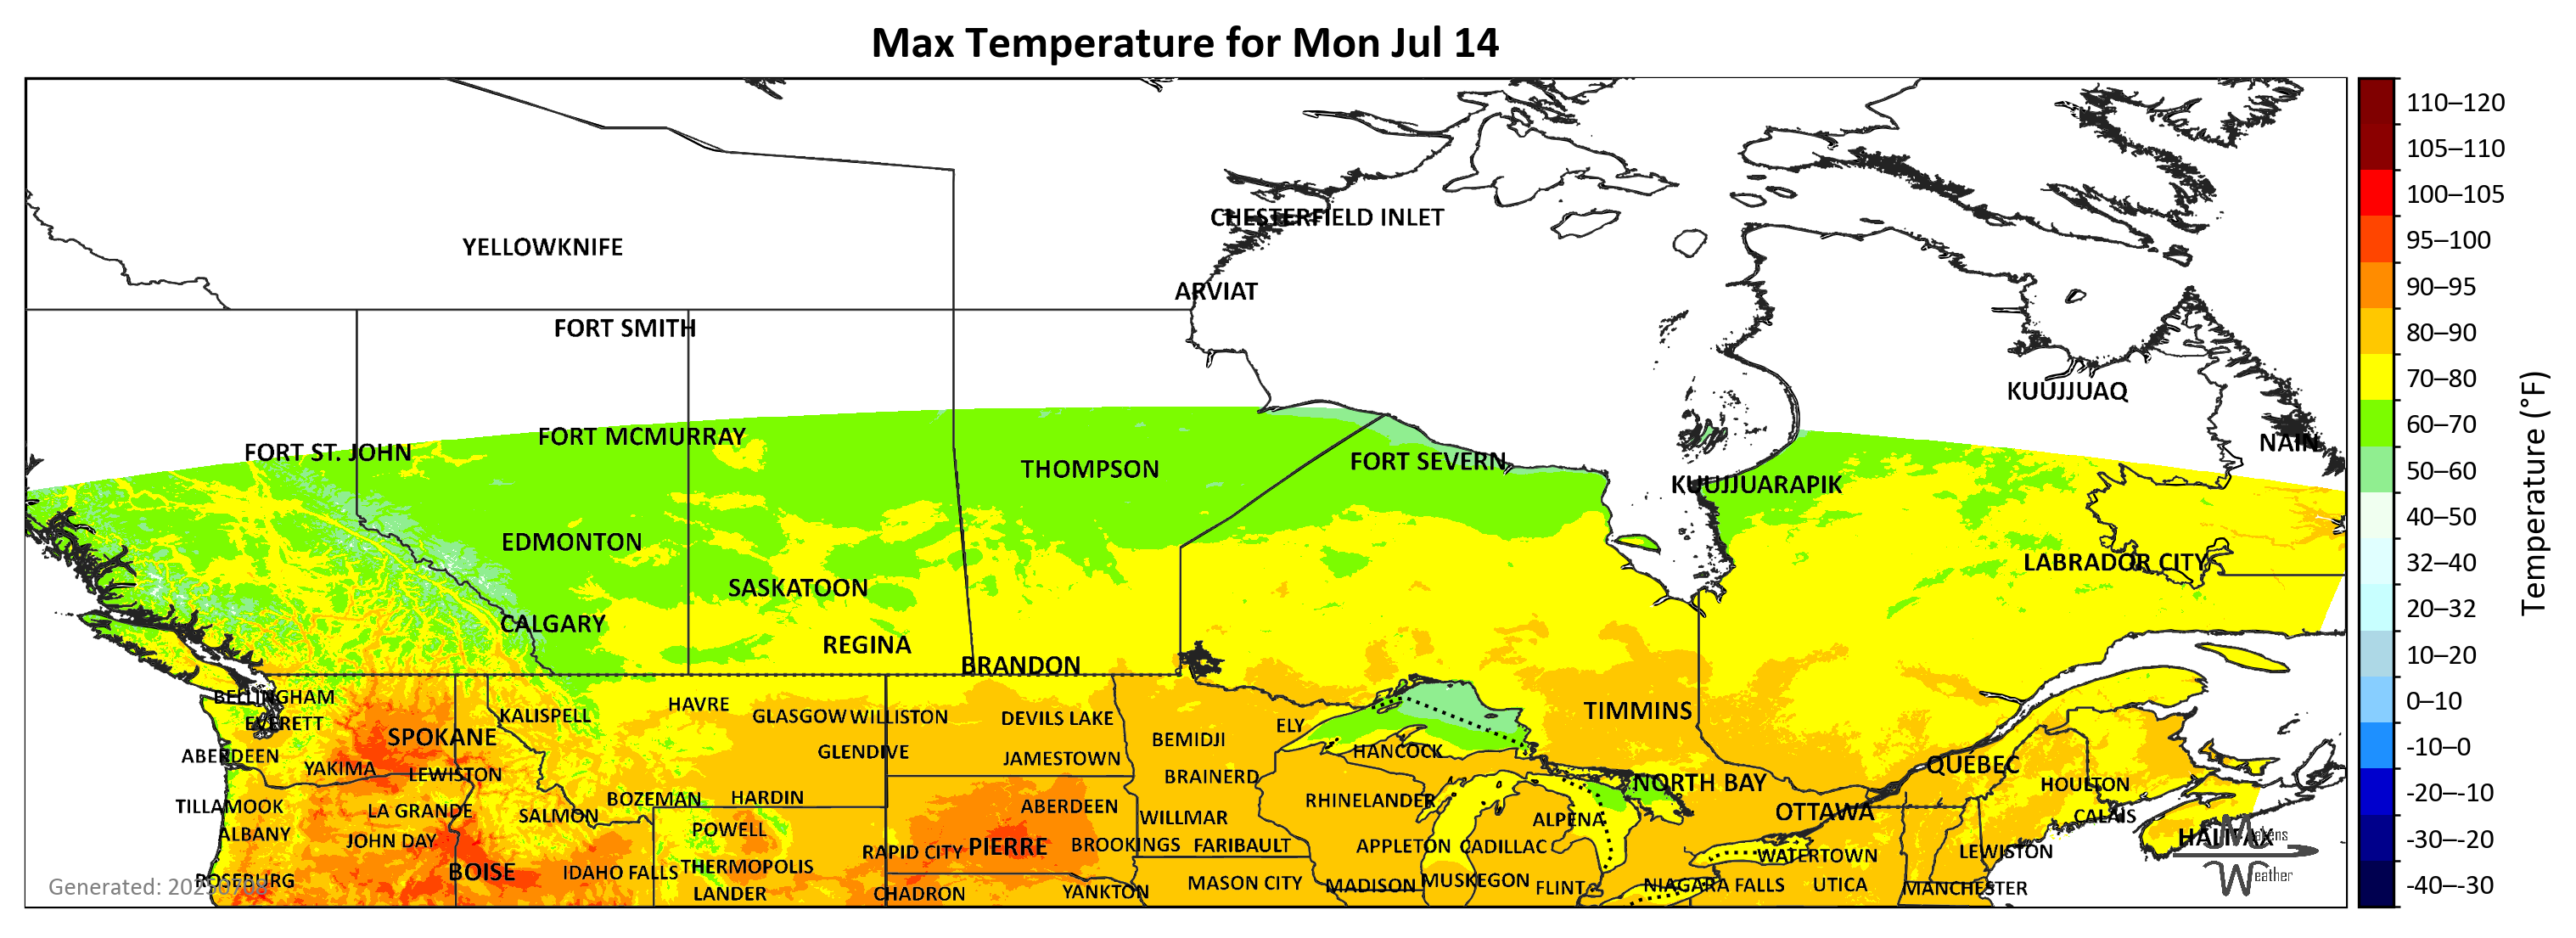 Max Temperature for Mon Jul 14
110–120
105–110
CHESTERFIELD INLET
100–105
YELLOWKNIFE
95–100
ARVIAT
90–95
FORT SMITH
80–90
KUUJJUAQ
70–80
FORT MCMURRAY
60–70
FORT ST. JOHN
NAIN
THOMPSON
FORT SEVERN
50–60
KUUJJUARAPIK
40–50
EDMONTON
LABRADOR CITY
32–40
SASKATOON
20–32
CALGARY
REGINA
10–20
BRANDON
BELLINGHAM
HAVRE
0–10
KALISPELL
GLASGOW
WILLISTON
DEVILS LAKE
TIMMINS
EVERETT
ELY
SPOKANE
BEMIDJI
-10–0
ABERDEEN
GLENDIVE
JAMESTOWN
HANCOCK
QUÉBEC
YAKIMA
LEWISTON
BRAINERD
NORTH BAY
HOULTON
-20–-10
BOZEMAN
HARDIN
RHINELANDER
TILLAMOOK
LA GRANDE
SALMON
ABERDEEN
WILLMAR
OTTAWA
CALAIS
ALBANY
JOHN DAY
POWELL
ALPENA
HALIFAX
-30–-20
RAPID CITY
PIERRE
BROOKINGS
FARIBAULT
APPLETON
CADILLAC
WATERTOWN
LEWISTON
Makens
Weather
BOISE
IDAHO FALLS
THERMOPOLIS
ROSEBURG
MASON CITY
MADISON
MUSKEGON
FLINT
NIAGARA FALLS
UTICA
MANCHESTER
-40–-30
LANDER
CHADRON
YANKTON
Generated: 20250708
Temperature (°F)